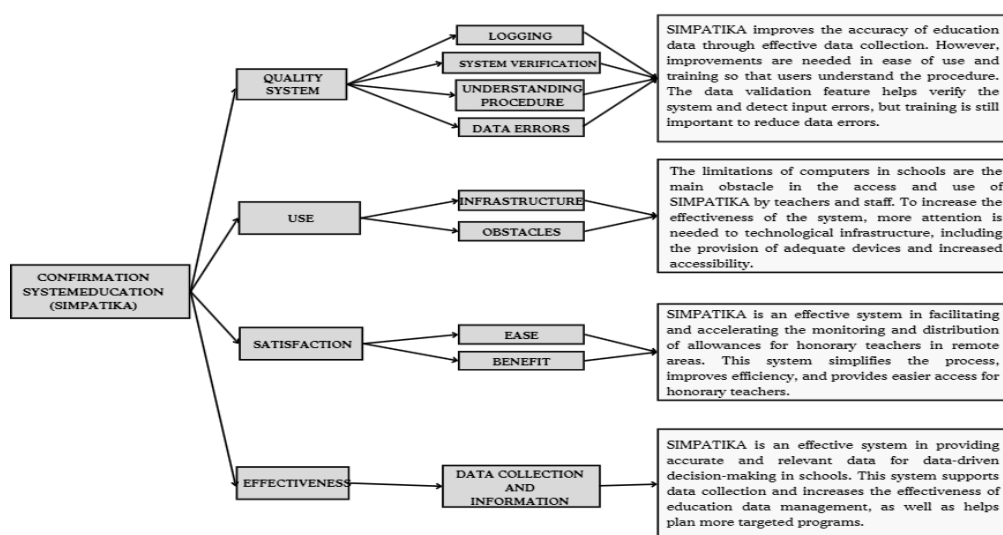 CONFIRMATION
SYSTEMEDUCATION
(SIMPATIKA)
QUALITY
SYSTEM
LOGGING
SYSTEM VERIFICATION
UNDERSTANDING
PROCEDURE
DATA ERRORS
SIMPATIKA improves the accuracy of education
data through effective data collection. However,
improvements are needed in ease of use and
training so that users understand the procedure.
The data validation feature helps verify the
system and detect input errors, but training is still
important to reduce data errors.
USE
INFRASTRUCTURE
OBSTACLES
The limitations of computers in schools are the
main obstacle in the access and use of
SIMPATIKA by teachers and staff. To increase the
effectiveness of the system, more attention is
needed to technological infrastructure, including
the provision of adequate devices and increased
accessibility.
SATISFACTION
EASE
BENEFIT
SIMPATIKA is an effective system in facilitating
and accelerating the monitoring and distribution
of allowances for honorary teachers in remote
areas. This system simplifies the process,
improves efficiency, and provides easier access for
honorary teachers.
EFFECTIVENESS
DATA COLLECTION
AND
INFORMATION
SIMPATIKA is an effective system in providing
accurate and relevant data for data-driven
decision-making in schools. This system supports
data collection and increases the effectiveness of
education data management, as well as helps
plan more targeted programs.